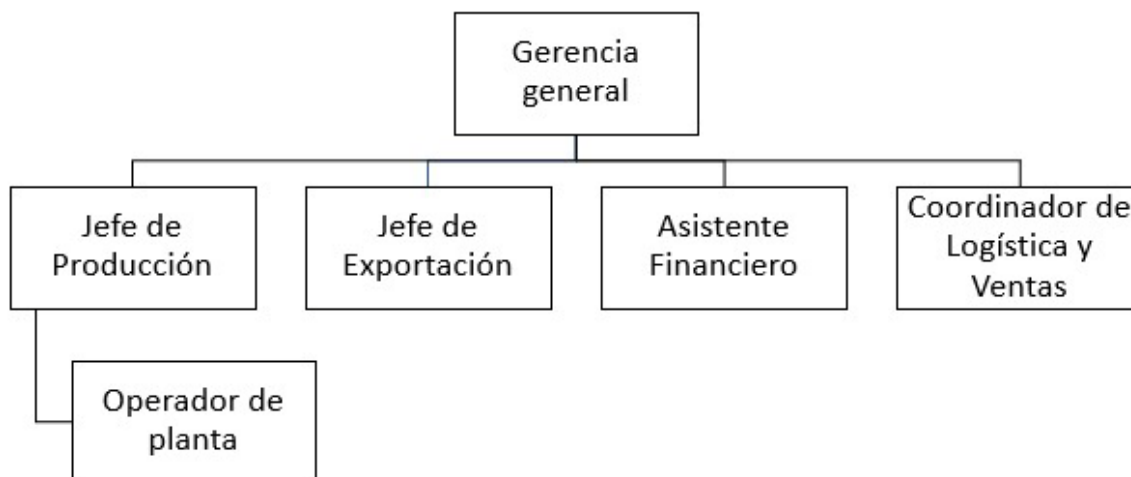 Gerencia
general
Jefe de
Producción
Jefe de
Exportación
Asistente
Financiero
Coordinador de
Logística y
Ventas
Operador de
planta